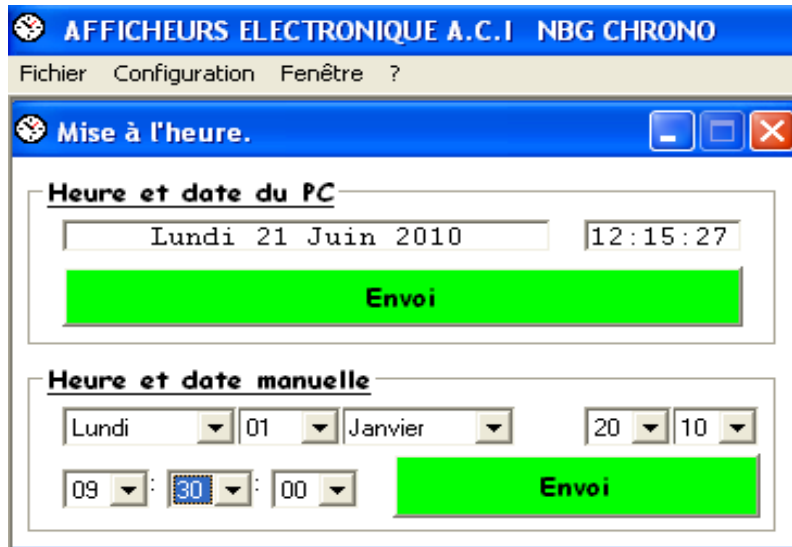 AFFICHEURS ELECTRONIQUE A.C.I NBG CHRONO
Fichier Configuration Fenêtre ?
Mise à l'heure.
Heure et date du PC
Lundi 21 Juin 2010 12:15:27
Envoi
Heure et date manuelle
Lundi 01 Janvier 20 10
09 : 30 : 00 Envoi